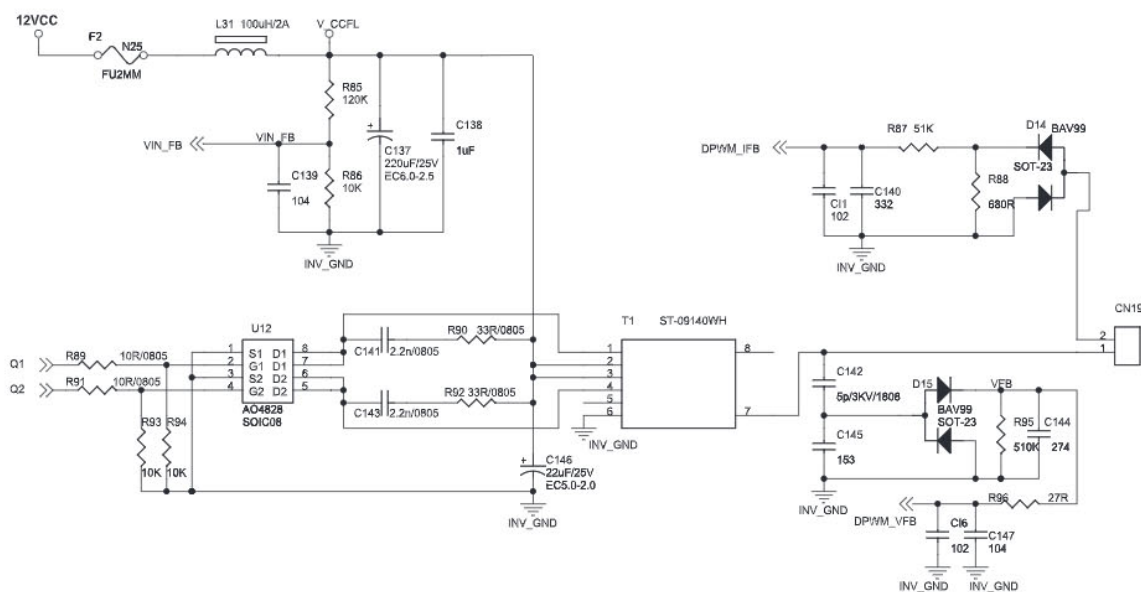 12VCC
F2
N25
FU2MM
L31 100uH/2A
V_CCFL
R85
120K
VIN_FB
VIN_FB
R86
10K
C139
104
C137
220uF/25V
EC6.0-2.5
C138
1uF
INV_GND
DPWM_IFB
R87 51K
D14
BAV99
SOT-23
CI1
102
C140
332
R88
680R
INV_GND
CN19
2
1
U12
Q1
R89
10R/0805
Q2
R91
10R/0805
1
2
3
4
S1 D1
G1 D1
S2 D2
G2 D2
8
7
6
5
AO4828
SOIC08
R93
10K
R94
10K
C141
2.2n/0805
R90 33R/0805
C143
2.2n/0805
R92 33R/0805
T1
ST-09140WH
1
2
3
4
5
6
8
7
INV_GND
C146
22uF/25V
EC5.0-2.0
INV_GND
C142
5p/3KV/1808
C145
153
INV_GND
D15
BAV99
SOT-23
VFB
R95
510K
C144
274
R96
27R
DPWM_VFB
CI6
102
C147
104
INV_GND
INV_GND